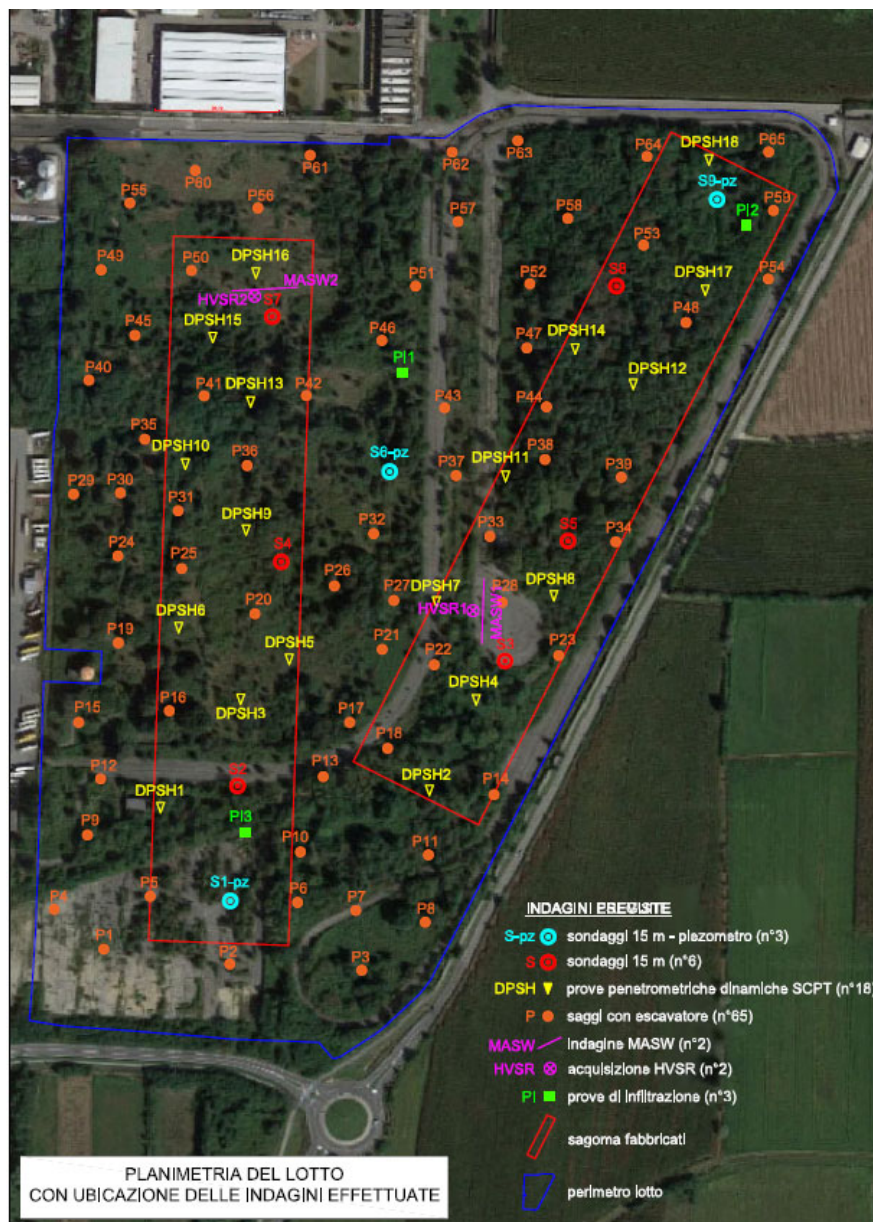 P64
DPSH18
P65
P63
P62
P61
P60
S9-pz
P55
P56
P57
P58
P59
PI2
P53
P49
P50
DPSH16
MASW2
P51
P52
S8
DPSH17
P54
HVSR2
S7
P48
P45
DPSH15
P46
P47
DPSH14
PI1
P40
DPSH12
P41
DPSH13
P42
P43
P44
P35
DPSH10
P36
S6-pz
P37
DPSH11
P38
P39
P29
P30
P31
DPSH9
P32
P33
S5
P34
P24
P25
S4
P26
P27
DPSH7
P28
DPSH8
HVSR1
MASW1
P20
DPSH6
P19
DPSH5
P21
P22
S3
P23
P16
DPSH3
P17
DPSH4
P15
P18
P12
S2
P13
DPSH2
P14
DPSH1
P9
PI3
P10
P11
P5
S1-pz
P6
P7
P8
P4
P1
P2
P3
INDAGINI
S-pz sondaggi 15 m - piezometro (n°3)
S sondaggi 15 m (n°6)
DPSH prove penetrometriche dinamiche SCPT (n°18)
P saggi con escavatore (n°65)
MASW indagine MASW (n°2)
HVSR acquisizione HVSR (n°2)
PI prove di infiltrazione (n°3)
sagoma fabbricati
perimetro lotto
PLANIMETRIA DEL LOTTO
CON UBICAZIONE DELLE INDAGINI EFFETTUATE